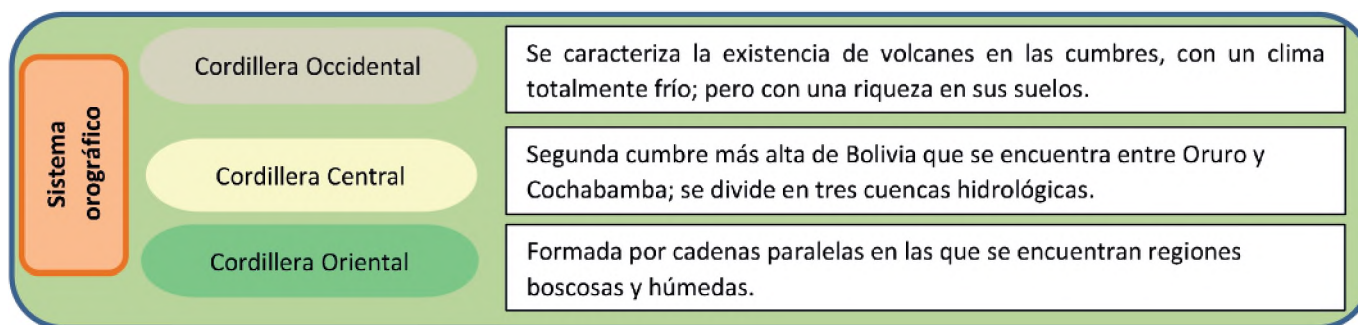 Sistema
orográfico
Cordillera Occidental
Se caracteriza la existencia de volcanes en las cumbres, con un clima
totalmente frío; pero con una riqueza en sus suelos.
Cordillera Central
Segunda cumbre más alta de Bolivia que se encuentra entre Oruro y
Cochabamba; se divide en tres cuencas hidrológicas.
Cordillera Oriental
Formada por cadenas paralelas en las que se encuentran regiones
boscosas y húmedas.